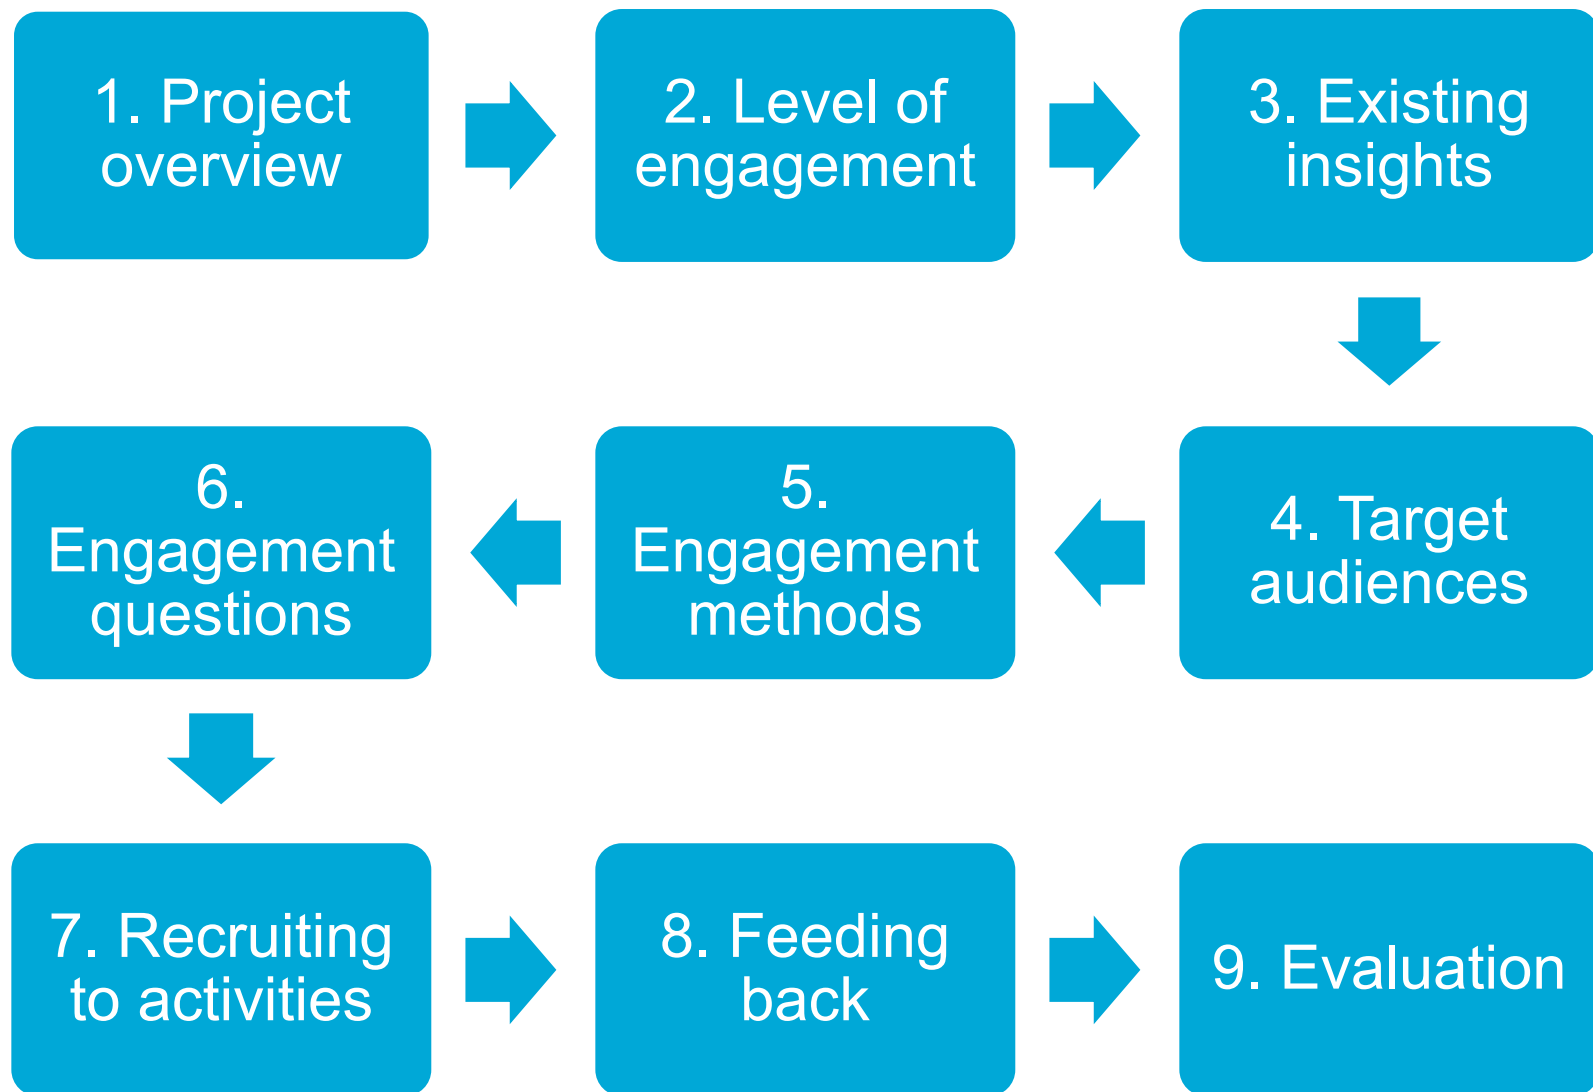 1. Project
overview
2. Level of
engagement
3. Existing
insights
4. Target
audiences
5.
Engagement
methods
6.
Engagement
questions
7. Recruiting
to activities
8. Feeding
back
9. Evaluation